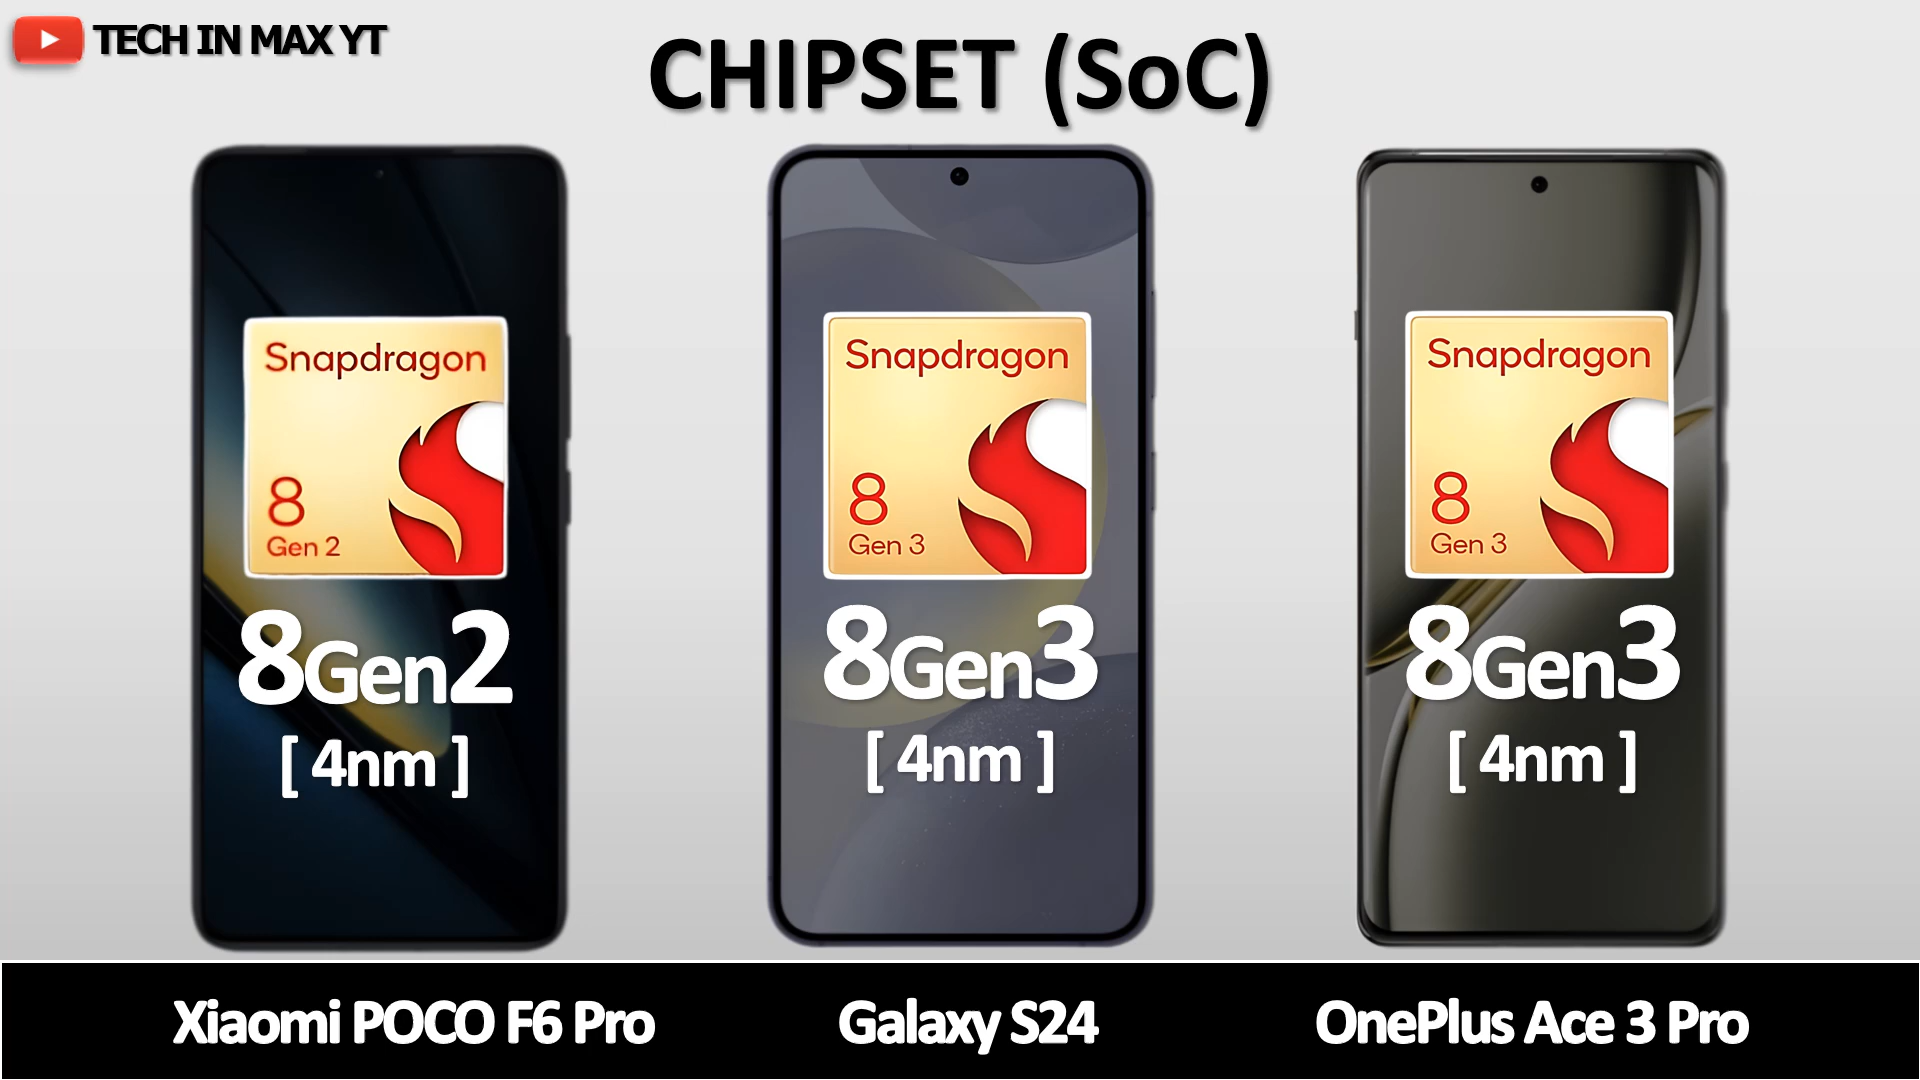 TECH IN MAX YT
CHIPSET (SoC)
Snapdragon
8
Gen 2
8Gen2
[ 4nm ]
Snapdragon
8
Gen 3
8Gen3
[ 4nm ]
Snapdragon
8
Gen 3
8Gen3
[ 4nm ]
Xiaomi POCO F6 Pro
Galaxy S24
OnePlus Ace 3 Pro